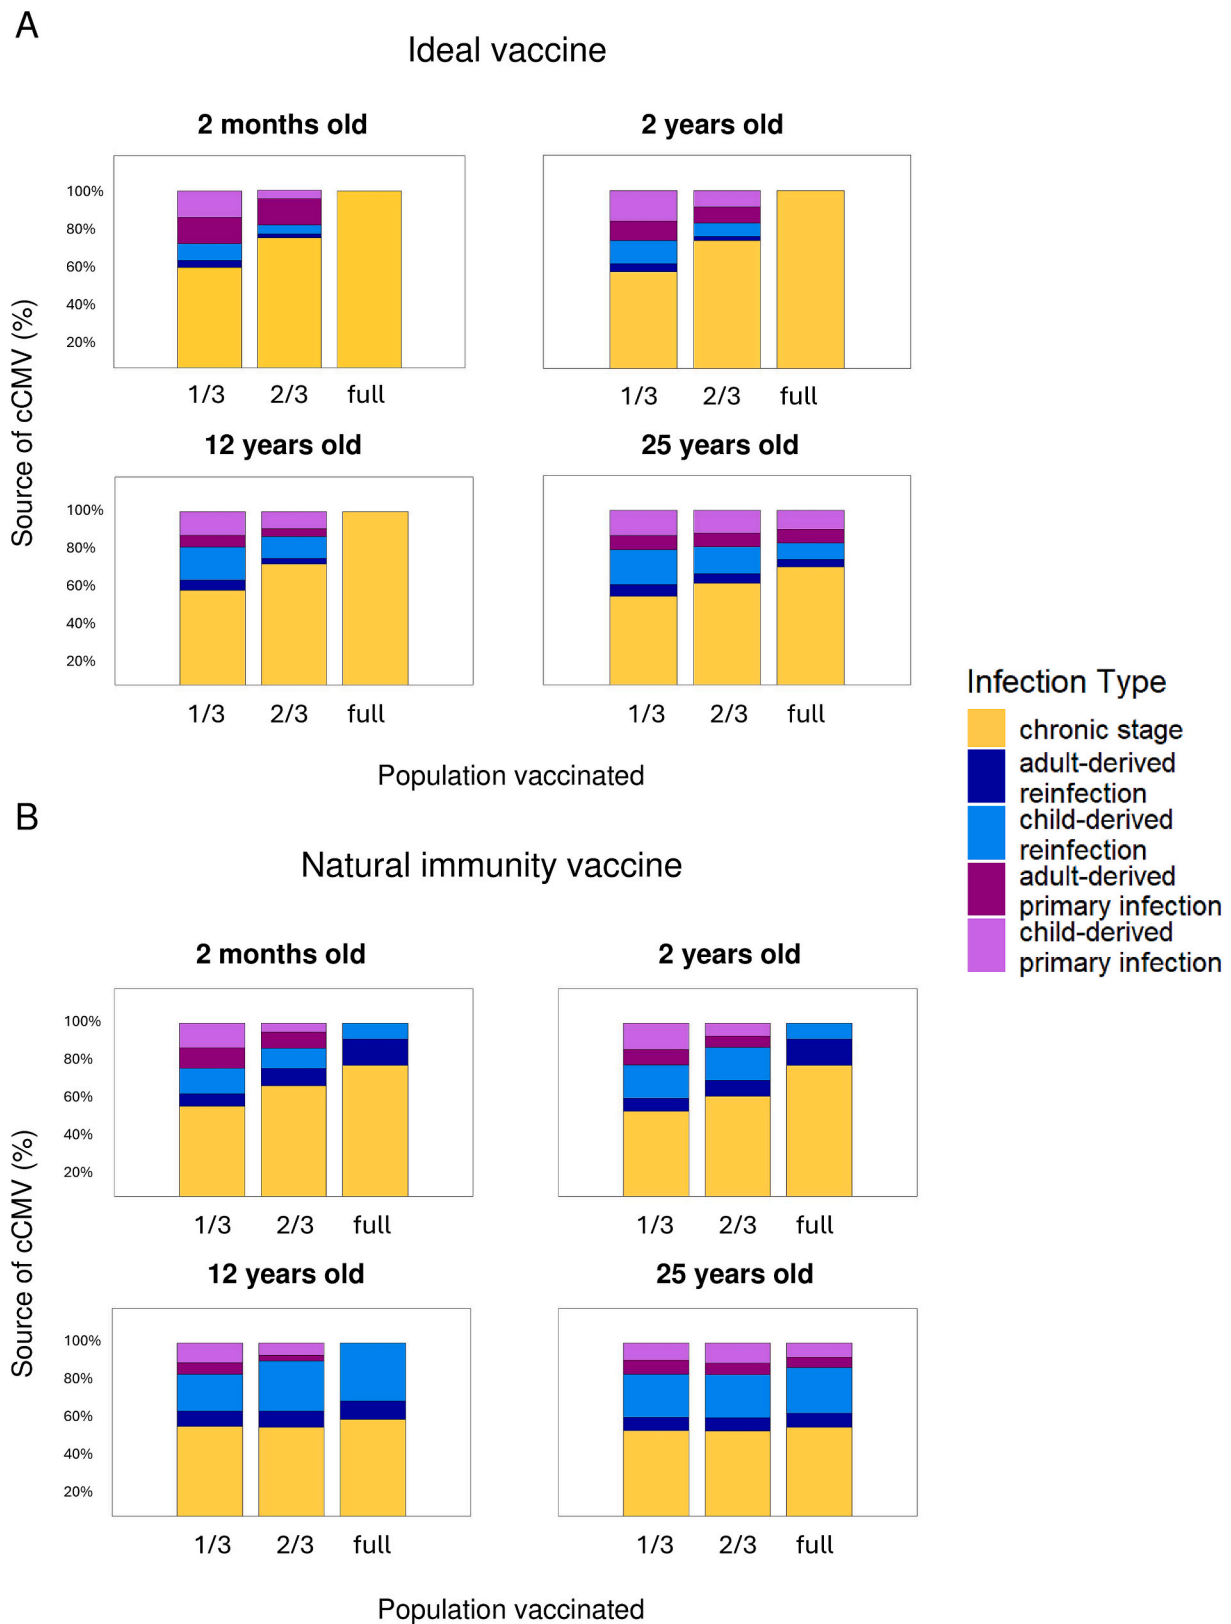 A
Ideal vaccine
2 months old
2 years old
100%
80%
60%
40%
20%
1/3 2/3 full
1/3 2/3 full
12 years old
25 years old
100%
80%
60%
40%
20%
1/3 2/3 full
1/3 2/3 full
Source of cCMV (%)
Population vaccinated
Infection Type
chronic stage
adult-derived
reinfection
child-derived
reinfection
adult-derived
primary infection
child-derived
primary infection
B
Natural immunity vaccine
2 months old
2 years old
100%
80%
60%
40%
20%
1/3 2/3 full
1/3 2/3 full
12 years old
25 years old
100%
80%
60%
40%
20%
1/3 2/3 full
1/3 2/3 full
Source of cCMV (%)
Population vaccinated